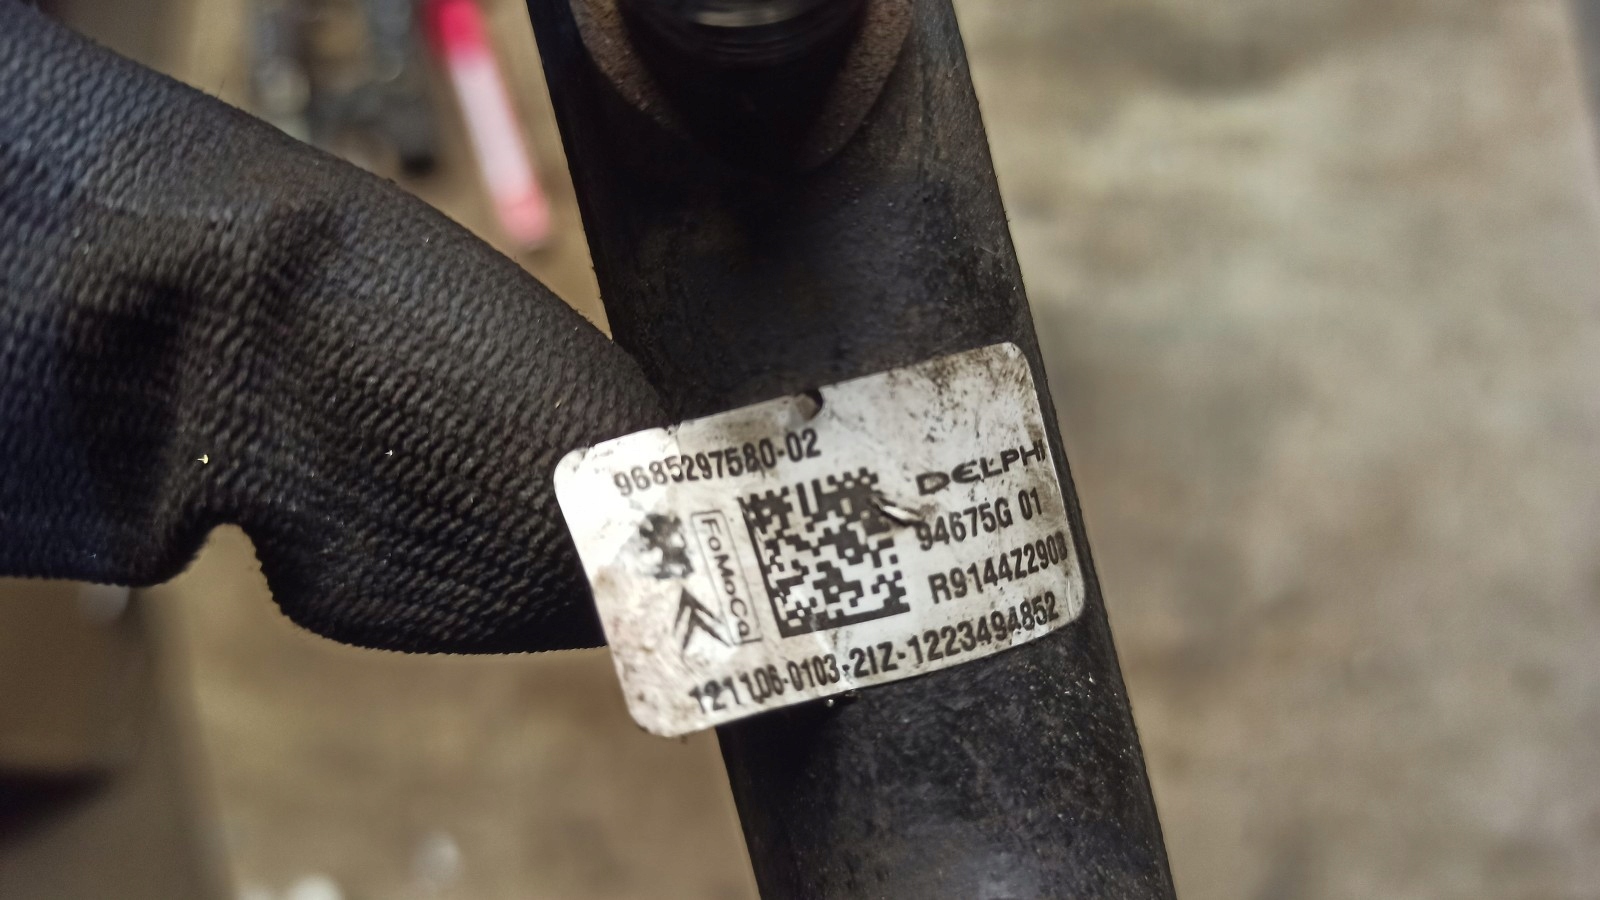 9685297580-02
DELPHI
94675G 01
FoMoCo
R9144Z290B
121106-0103-21Z-1223494852